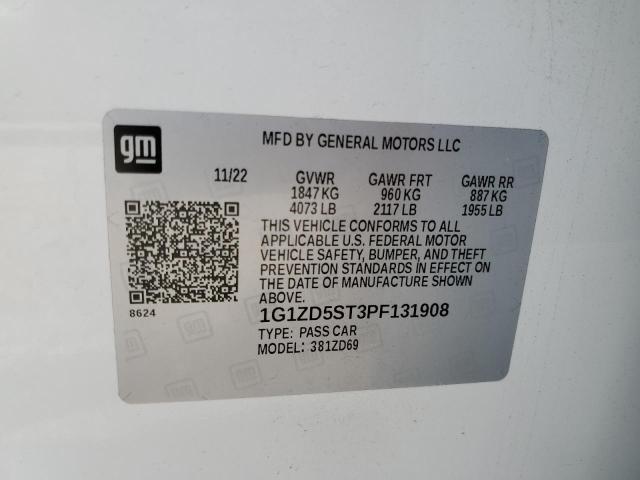 gm
MFD BY GENERAL MOTORS LLC
11/22 GVWR GAWR FRT GAWR RR
1847 KG 960 KG 887 KG
4073 LB 2117 LB 1955 LB
THIS VEHICLE CONFORMS TO ALL
APPLICABLE U.S. FEDERAL MOTOR
VEHICLE SAFETY, BUMPER, AND THEFT
PREVENTION STANDARDS IN EFFECT ON
THE DATE OF MANUFACTURE SHOWN
ABOVE.
8624
1G1ZD5ST3PF131908
TYPE: PASS CAR
MODEL: 381ZD69